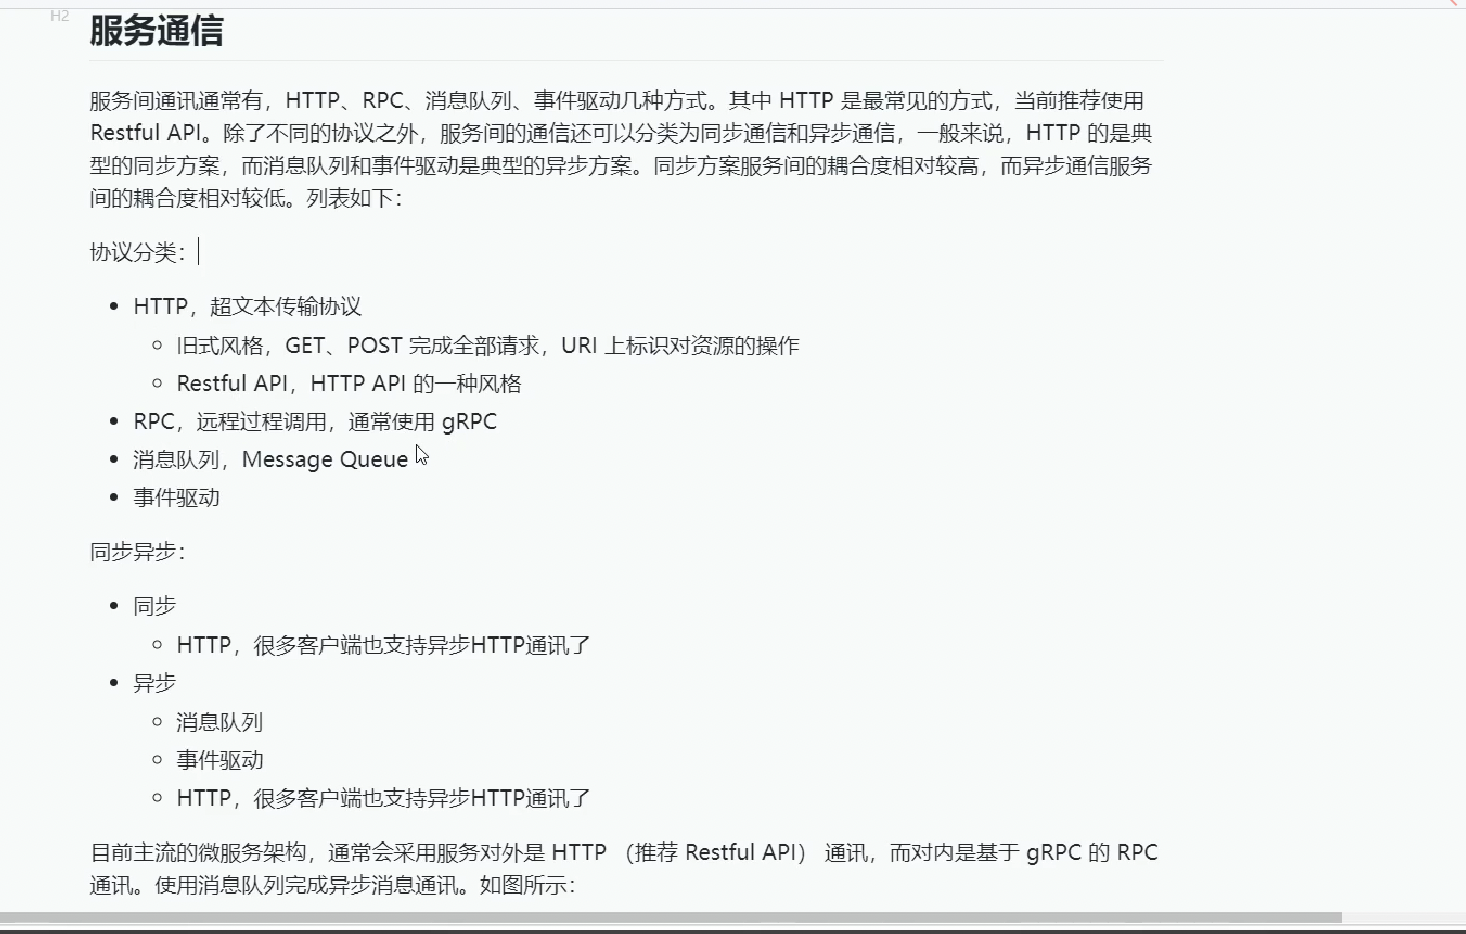 H2
服务通信
服务间通讯通常有，HTTP、RPC、消息队列、事件驱动几种方式。其中 HTTP 是最常见的方式，当前推荐使用
Restful API。除了不同的协议之外，服务间的通信还可以分类为同步通信和异步通信，一般来说，HTTP 的是典
型的同步方案，而消息队列和事件驱动是典型的异步方案。同步方案服务间的耦合度相对较高，而异步通信服务
间的耦合度相对较低。列表如下：
协议分类：
HTTP，超文本传输协议
旧式风格，GET、POST 完成全部请求，URI 上标识对资源的操作
Restful API，HTTP API 的一种风格
RPC，远程过程调用，通常使用 gRPC
消息队列，Message Queue
事件驱动
同步异步：
同步
HTTP，很多客户端也支持异步HTTP通讯了
异步
消息队列
事件驱动
HTTP，很多客户端也支持异步HTTP通讯了
目前主流的微服务架构，通常会采用服务对外是 HTTP （推荐 Restful API） 通讯，而对内是基于 gRPC 的 RPC
通讯。使用消息队列完成异步消息通讯。如图所示：